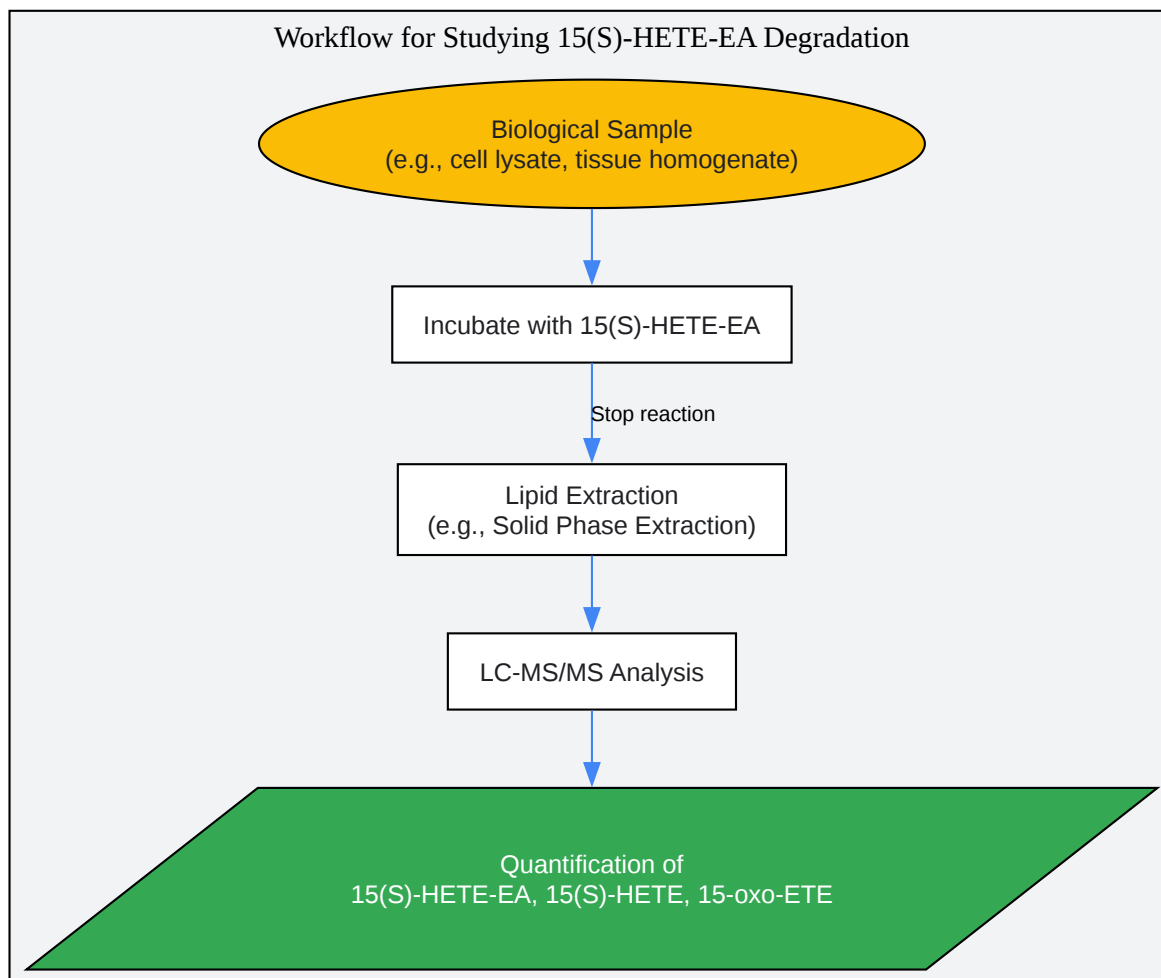 Workflow for Studying 15(S)-HETE-EA Degradation
Biological Sample
(e.g., cell lysate, tissue homogenate)
Incubate with 15(S)-HETE-EA
Stop reaction
Lipid Extraction
(e.g., Solid Phase Extraction)
LC-MS/MS Analysis
Quantification of
15(S)-HETE-EA, 15(S)-HETE, 15-oxo-ETE